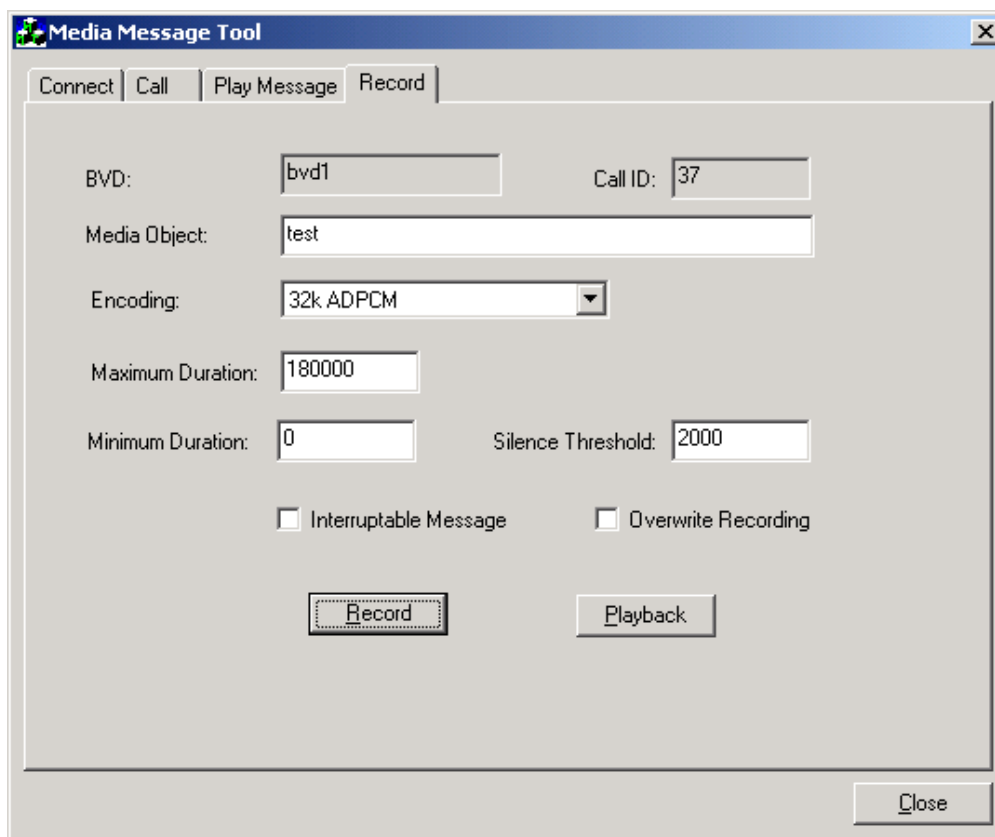 Media Message Tool
Connect Call Play Message Record
BVD: bvd1 Call ID: 37
Media Object: test
Encoding: 32k ADPCM
Maximum Duration: 180000
Minimum Duration: 0 Silence Threshold: 2000
Interruptable Message Overwrite Recording
Record Playback
Close